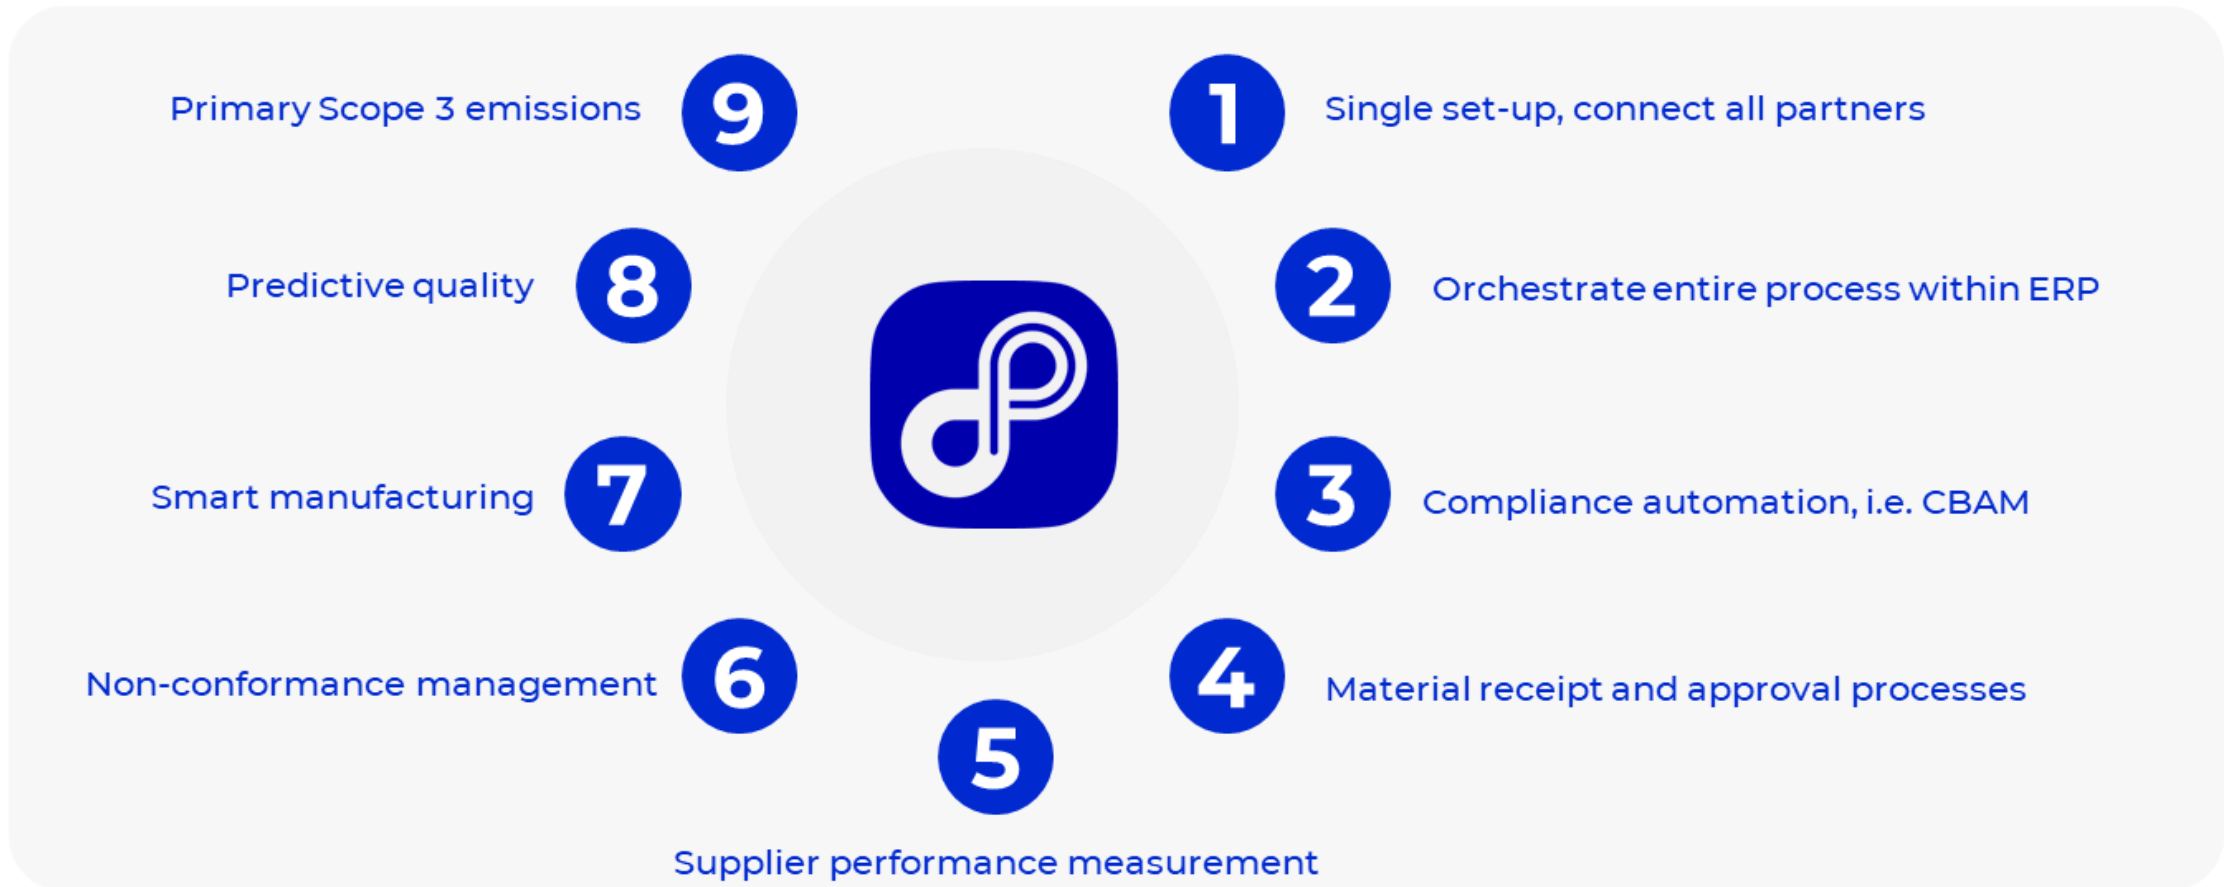 1
Single set-up, connect all partners
2
Orchestrate entire process within ERP
3
Compliance automation, i.e. CBAM
4
Material receipt and approval processes
5
Supplier performance measurement
6
Non-conformance management
7
Smart manufacturing
8
Predictive quality
9
Primary Scope 3 emissions